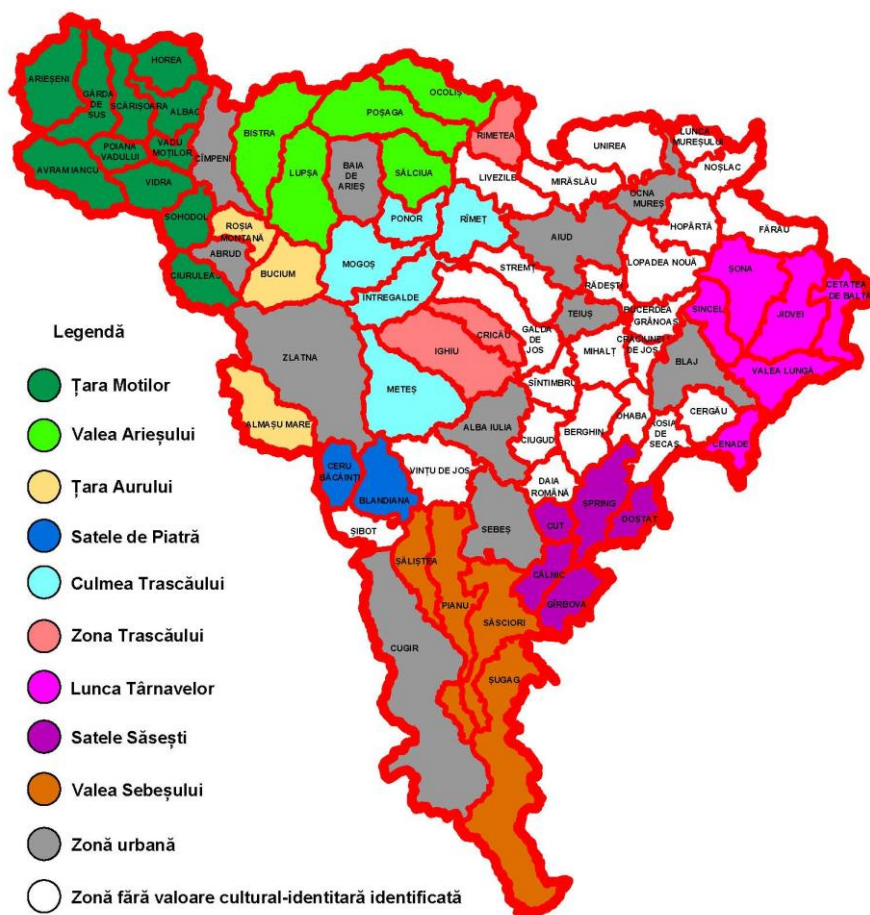 HOREA
ARIEȘENI
GÂRDA
DE
SUS
SCĂRIȘOARA
ALBAC
POIANA
VADULUI
VADU
MOȚILOR
AVRAM IANCU
VIDRA
CÎMPENI
SOHODOL
ROȘIA
MONTANĂ
ABRUD
CIURULEAU
BUCIUM
BISTRA
LUPȘA
BAIA
DE
ARIEȘ
POȘAGA
OCOLIȘ
SĂLCIUA
RIMETEA
LIVEZILE
PONOR
RÎMEȚ
MOGOȘ
ÎNTREGALDE
UNIREA
LUNCA
MUREȘULUI
NOȘLAC
MIRĂSLĂU
OCNA
MUREȘ
AIUD
HOPÂRTĂ
FĂRĂU
LOPADEA NOUĂ
STREMȚ
RĂDEȘTI
ȘONA
CETATEA
DE BALTĂ
SINCEL
JIDVEI
BUCERDEA
GRÂNOAS
TEIUȘ
CRĂCIUNELU
DE JOS
GALDA
DE
JOS
CRICĂU
IGHIU
MIHALȚ
BLAJ
VALEA LUNGĂ
ZLATNA
METEȘ
SÎNTIMBRU
ALMAȘU MARE
ALBA IULIA
CIUGUD
BERGHIN
OHABA
ROSIA
DE
SECAȘ
CERGĂU
CENADE
CERU
BĂCĂINȚI
BLANDIANA
VINȚU DE JOS
DAIA
ROMÂNĂ
ȘIBOT
SEBEȘ
SPRING
CUT
DOȘTAT
SĂLIȘTEA
CÂLNIC
GÎRBOVA
PIANU
SĂSCIORI
CUGIR
ȘUGAG
Legendă
Țara Motilor
Valea Arieșului
Țara Aurului
Satele de Piatră
Culmea Trascăului
Zona Trascăului
Lunca Târnavelor
Satele Săsești
Valea Sebeșului
Zonă urbană
Zonă fără valoare cultural-identitară identificată